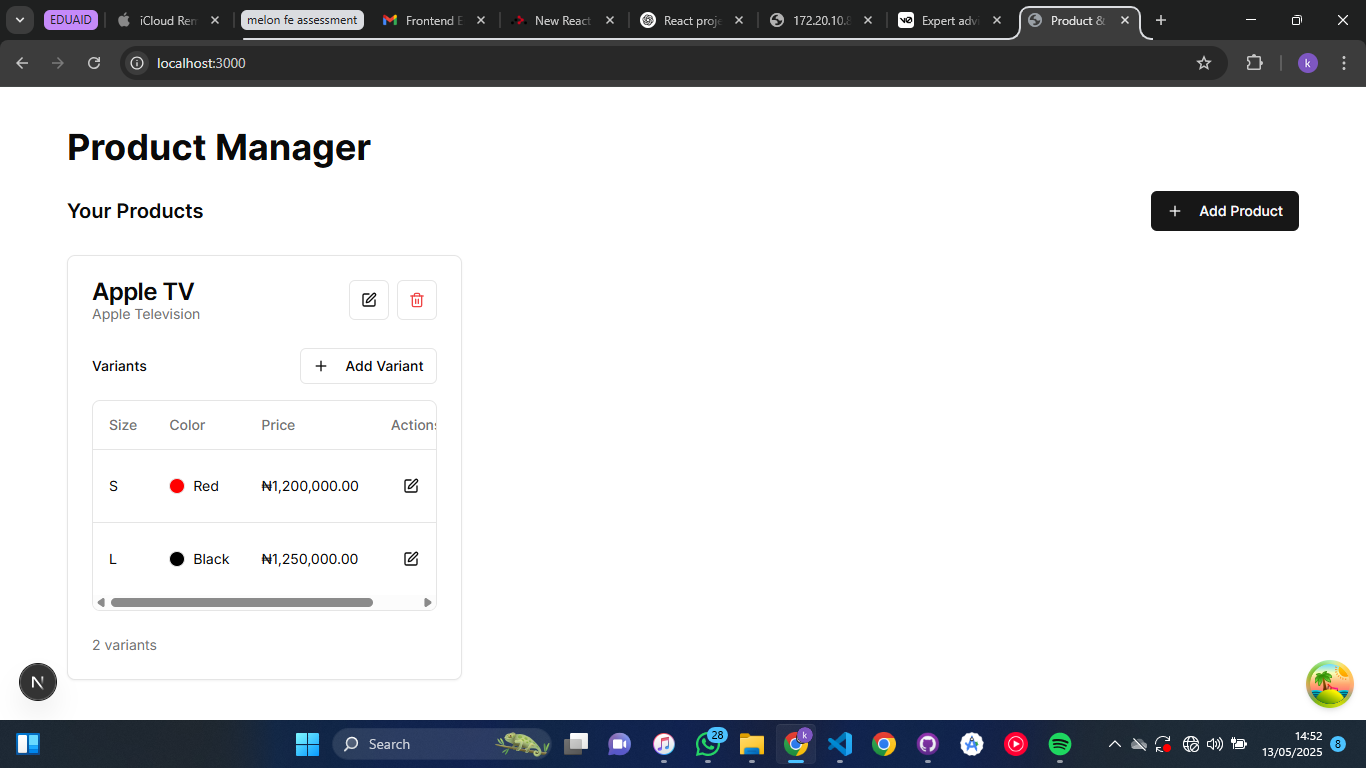 EDUAID
iCloud Rem
melon fe assessment
Frontend E
New React
React proje
172.20.10.8
Expert advi
Product &
localhost:3000
k
Product Manager
Your Products
+ Add Product
Apple TV
Apple Television
Variants
+ Add Variant
Size Color Price Actions
S Red ₦1,200,000.00
L Black ₦1,250,000.00
2 variants
N
Search
28
k
14:52
13/05/2025
8